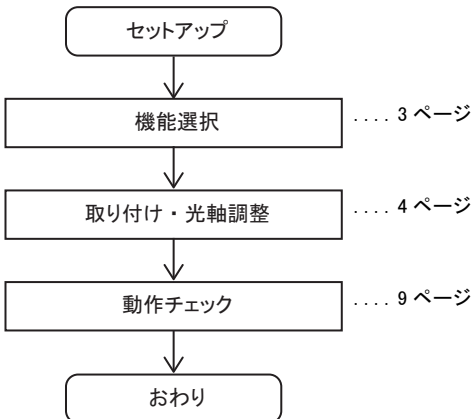 セットアップ
機能選択 .... 3 ページ
取り付け・光軸調整 .... 4 ページ
動作チェック .... 9 ページ
おわり